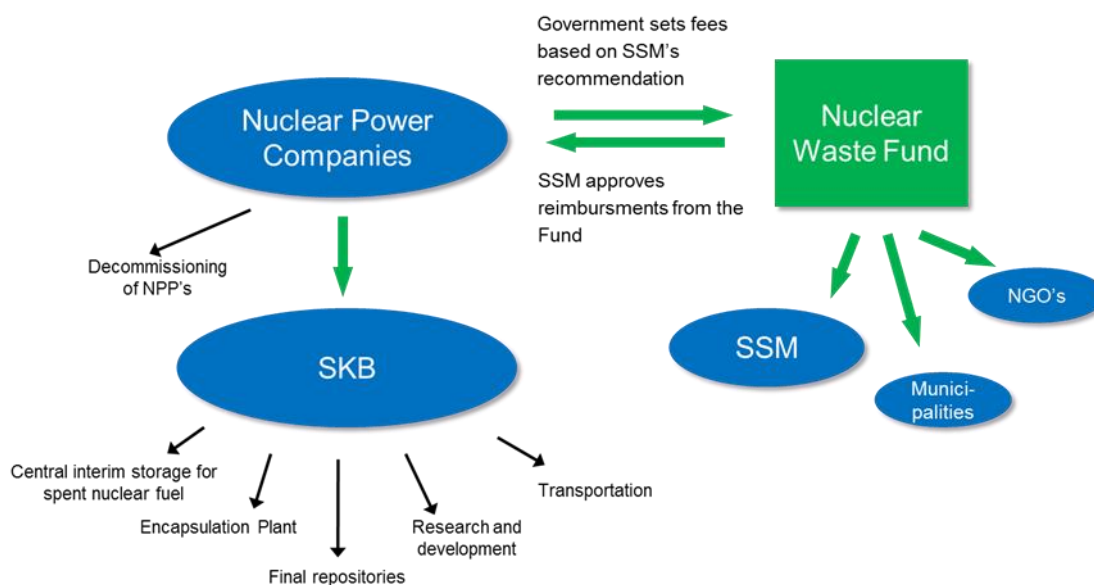 Government sets fees
based on SSM's
recommendation
Nuclear Power
Companies
Nuclear
Waste Fund
SSM approves
reimbursments from the
Fund
Decommissioning
of NPP's
NGO's
SSM
SKB
Munici-
palities
Central interim storage for
spent nuclear fuel
Transportation
Encapsulation Plant
Research and
development
Final repositories